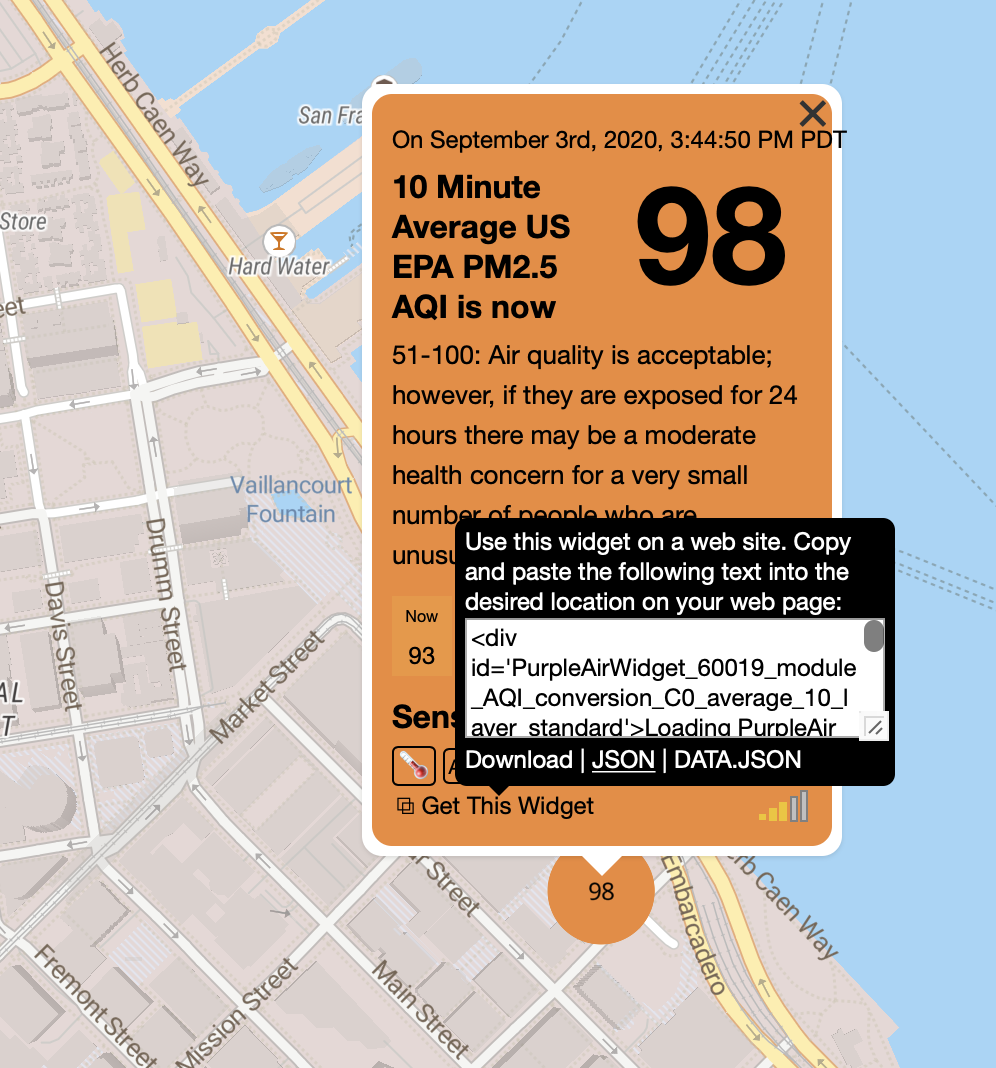 Herb Caen Way
San Fra
On September 3rd, 2020, 3:44:50 PM PDT
10 Minute
Average US
EPA PM2.5
AQI is now
98
Store
Hard Water
51-100: Air quality is acceptable;
however, if they are exposed for 24
hours there may be a moderate
health concern for a very small
number of people who are
unusu
Vaillancourt
Fountain
Drumm Street
Davis Street
Market Street
Now
93
Use this widget on a web site. Copy
and paste the following text into the
desired location on your web page:
<div
id='PurpleAirWidget_60019_module
_AQI_conversion_C0_average_10_l
ayer_standard'>Loading PurpleAir
Download | JSON | DATA.JSON
Sens
AL
T
Get This Widget
98
Street
Embarcadero
rb Caen Way
Fremont Street
Mission Street
Main Street